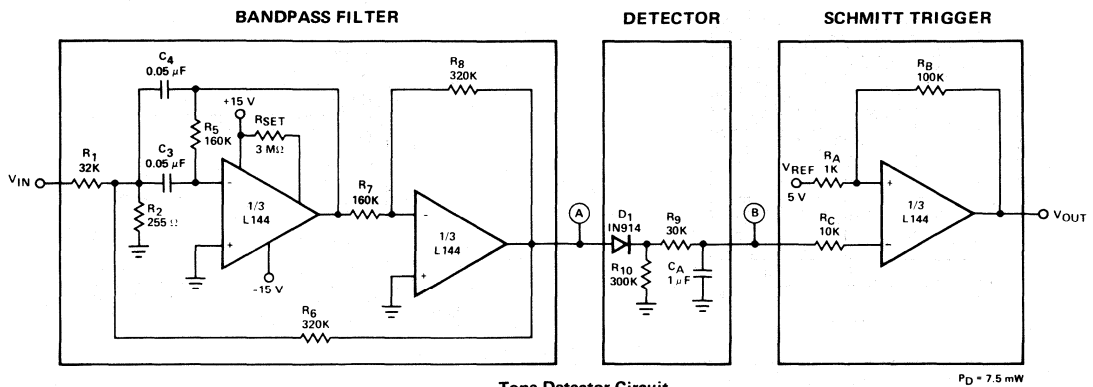 BANDPASS FILTER
DETECTOR
SCHMITT TRIGGER
C4
0.05 µF
+15 V
RSET
3 MΩ
R8
320K
RB
100K
R5
160K
C3
0.05 µF
R1
32K
VIN
R2
255 Ω
-
1/3
L144
+
-15 V
R7
160K
-
1/3
L144
+
R6
320K
A
D1
IN914
R9
30K
R10
300K
CA
1 µF
B
VREF
5 V
RA
1K
RC
10K
+
1/3
L144
-
VOUT
PD = 7.5 mW
Tone Detector Circuit